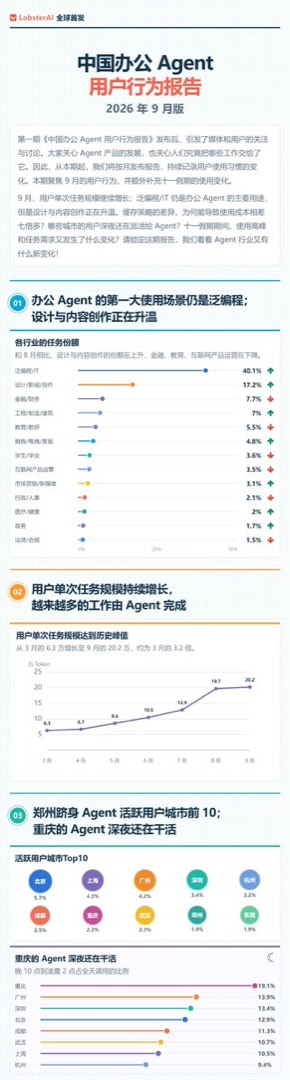 LobsterAI 全球首发
中国办公 Agent
用户行为报告
2026 年 9 月版
第一期《中国办公 Agent 用户行为报告》发布后，引发了媒体和用户的关注
与讨论。大家关心 Agent 产品的发展，也关心人们究竟把哪些工作交给了
它。因此，从本期起，我们将按月发布报告，持续记录用户使用习惯的变
化。本期聚焦 9 月的用户行为，并额外补充十一假期的使用变化。
9 月，用户单次任务规模继续增长；泛编程/IT 仍是办公 Agent 的主要用途，
但是设计与内容创作正在升温。缓存策略的差异，为何能导致使用成本相差
七倍多？哪些城市的用户深夜还在派活给 Agent？十一假期期间，使用高峰
和任务需求又发生了什么变化？请锁定这期报告，我们看看 Agent 行业又有
什么新变化！
01 办公 Agent 的第一大使用场景仍是泛编程；
设计与内容创作正在升温
各行业的任务份额
和 8 月相比，设计与内容创作的份额在上升，金融、教育、互联网产品运营在下降。
泛编程/IT 40.1%
设计/影视/创作 17.2%
金融/财务 7.7%
工程/制造/建筑 7%
教育/教研 5.5%
销售/电商/客服 4.8%
学生/学业 3.6%
互联网产品运营 3.5%
市场营销/新媒体 3.1%
行政/人事 2.1%
医疗/健康 2%
政务 1.7%
法律/合规 1.5%
0% 25% 50%
02 用户单次任务规模持续增长，
越来越多的工作由 Agent 完成
用户单次任务规模达到历史峰值
从 3 月的 6.3 万增长至 9 月的 20.2 万，约为 3 月的 3.2 倍。
万 Token
25
20
15
10
5
6.3 6.7 8.6 10.5 12.9 19.7 20.2
3 月 4 月 5 月 6 月 7 月 8 月 9 月
03 郑州跻身 Agent 活跃用户城市前 10；
重庆的 Agent 深夜还在干活
活跃用户城市Top10
北京 上海 广州 深圳 杭州
5.7% 4.3% 4.2% 3.4% 3.2%
成都 重庆 武汉 郑州 东莞
2.5% 2.3% 2.3% 1.9% 1.9%
重庆的 Agent 深夜还在干活
晚 10 点到凌晨 2 点占全天调用的比例
重庆 19.1%
广州 13.9%
深圳 13.4%
北京 12.9%
成都 11.3%
武汉 10.7%
上海 10.5%
杭州 9.4%